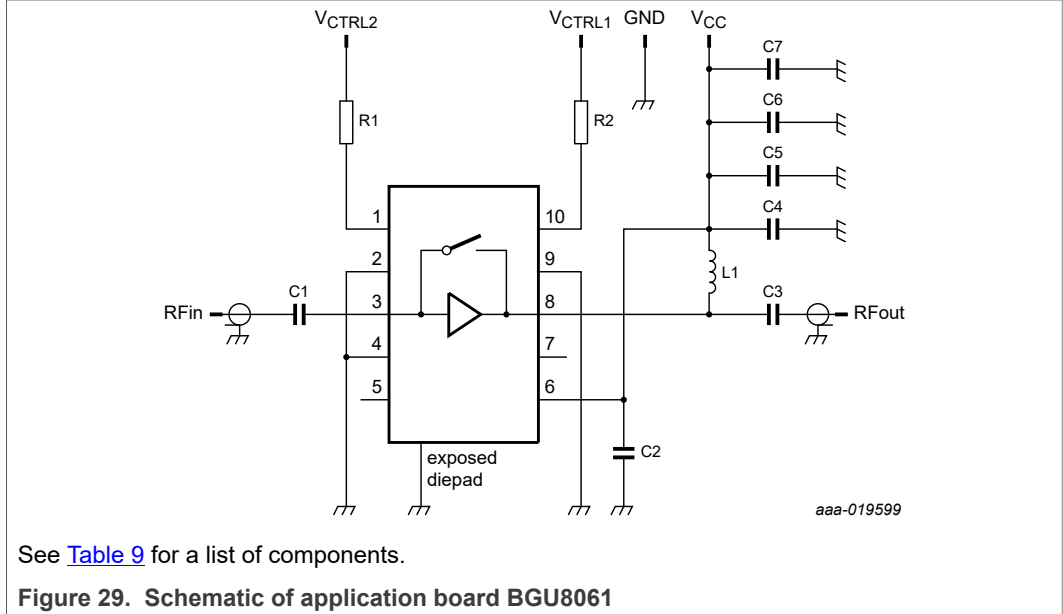 VCTRL2
VCTRL1 GND VCC
C7
C6
R1
R2
C5
C4
1
10
2
9
L1
C1
3
8
C3
RFin
RFout
4
7
5
6
C2
exposed
diepad
aaa-019599
See Table 9 for a list of components.
Figure 29. Schematic of application board BGU8061